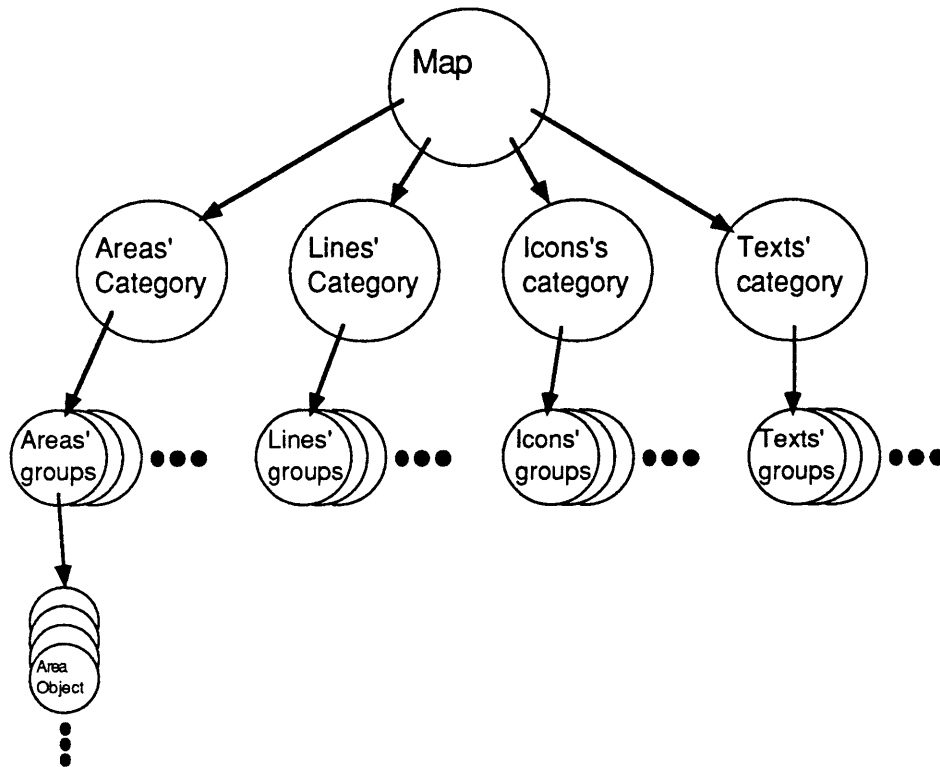 Map
Areas'
Category
Lines'
Category
Icons's
category
Texts'
category
Areas'
groups
Lines'
groups
Icons'
groups
Texts'
groups
Area
Object